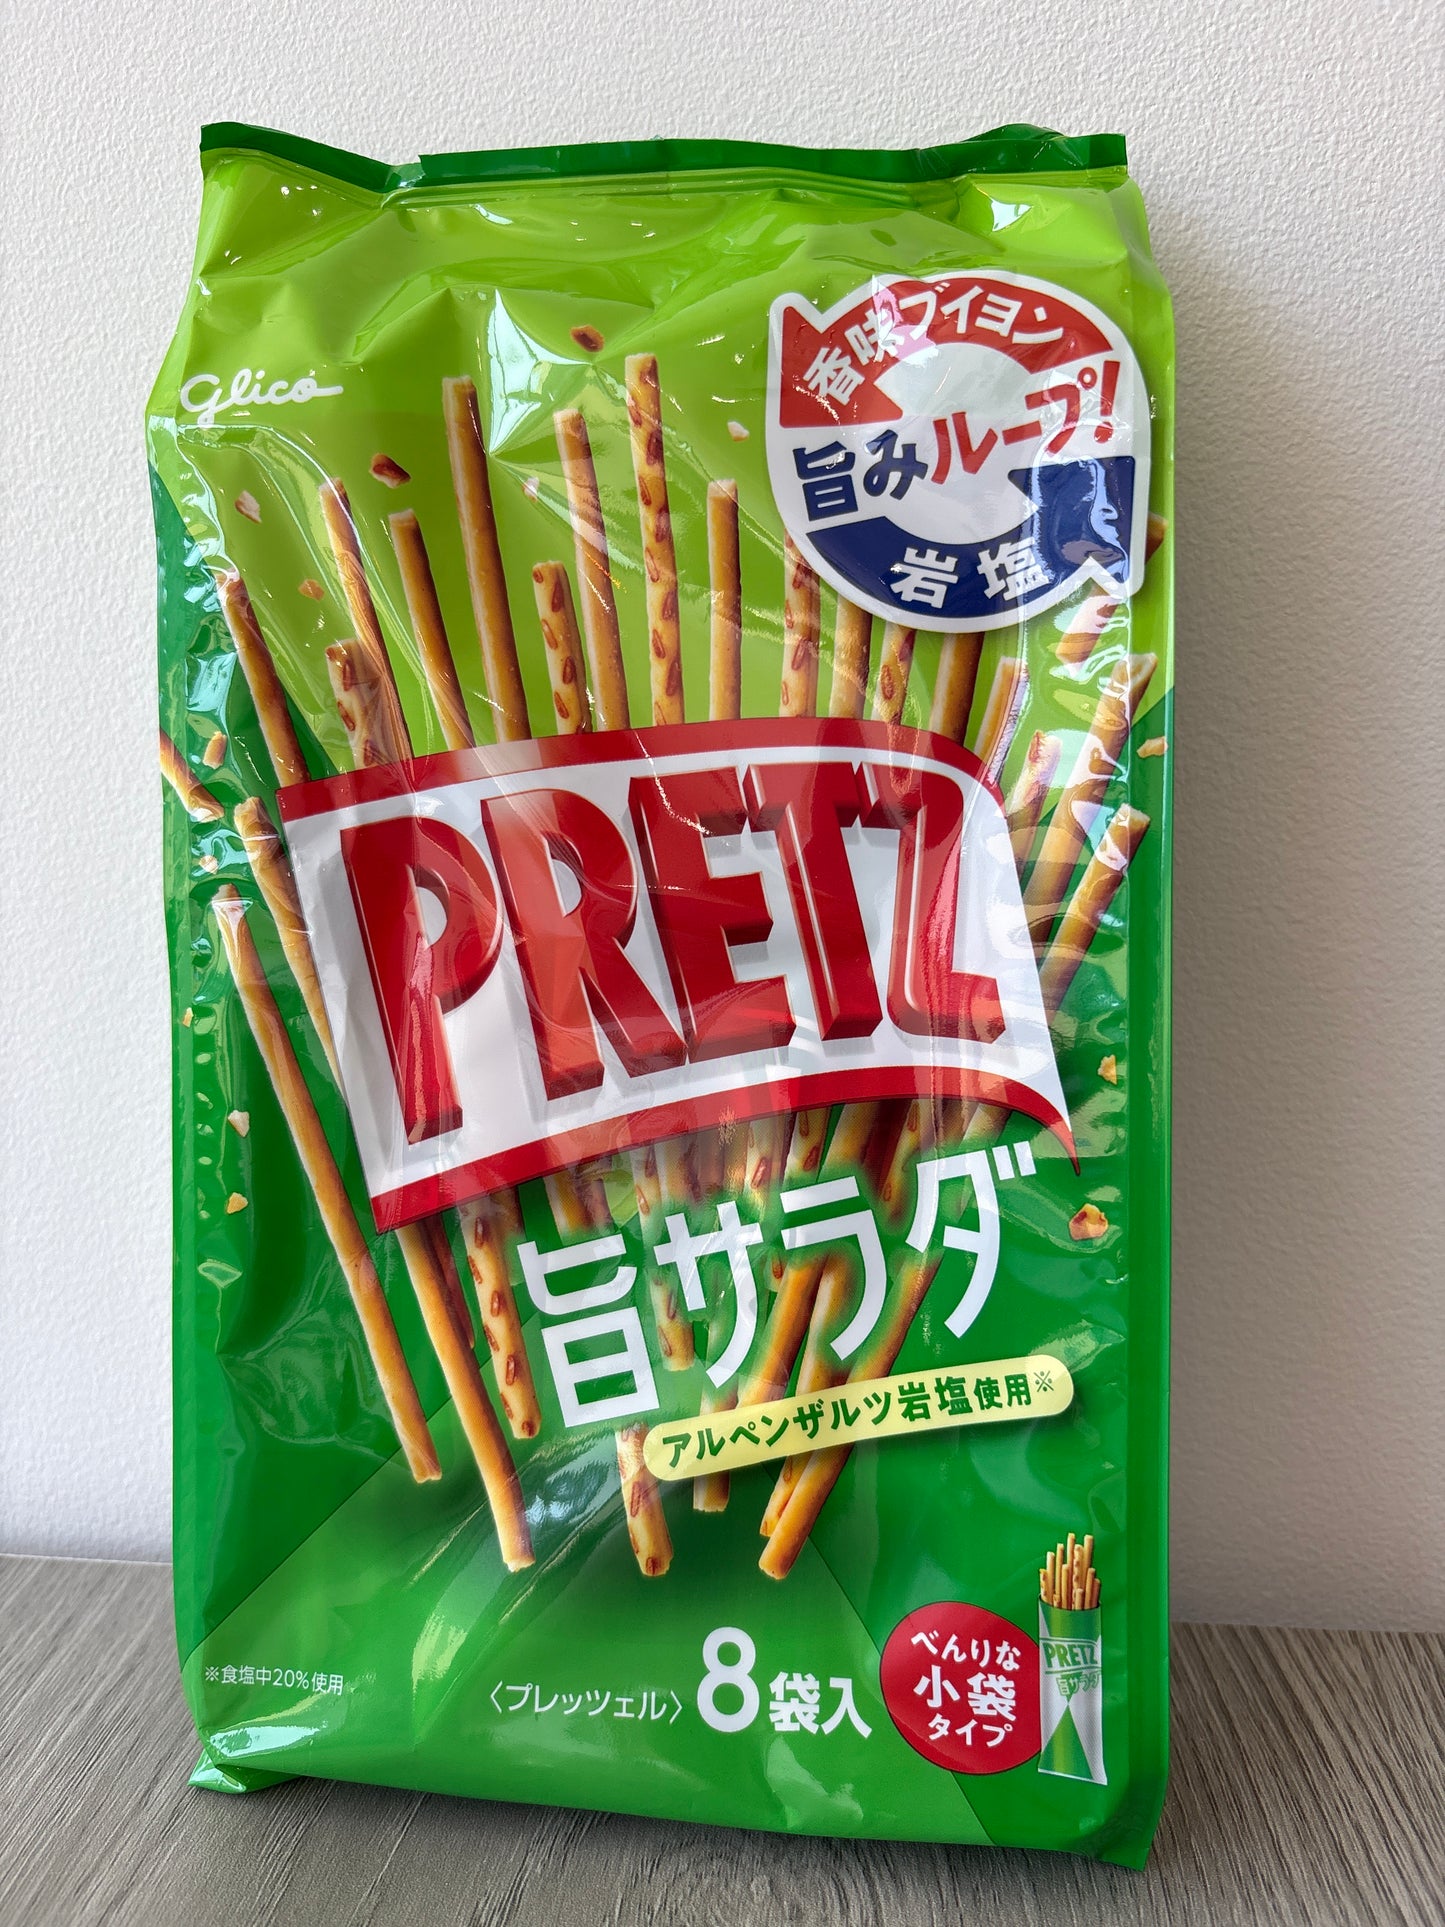 Glico
香味ブイヨン
旨みループ!
岩塩
PRETZ
旨サラダ
アルペンザルツ岩塩使用※
※食塩中20%使用
〈プレッツェル〉8袋入
べんりな
小袋
タイプ
PRETZ
旨サラダ